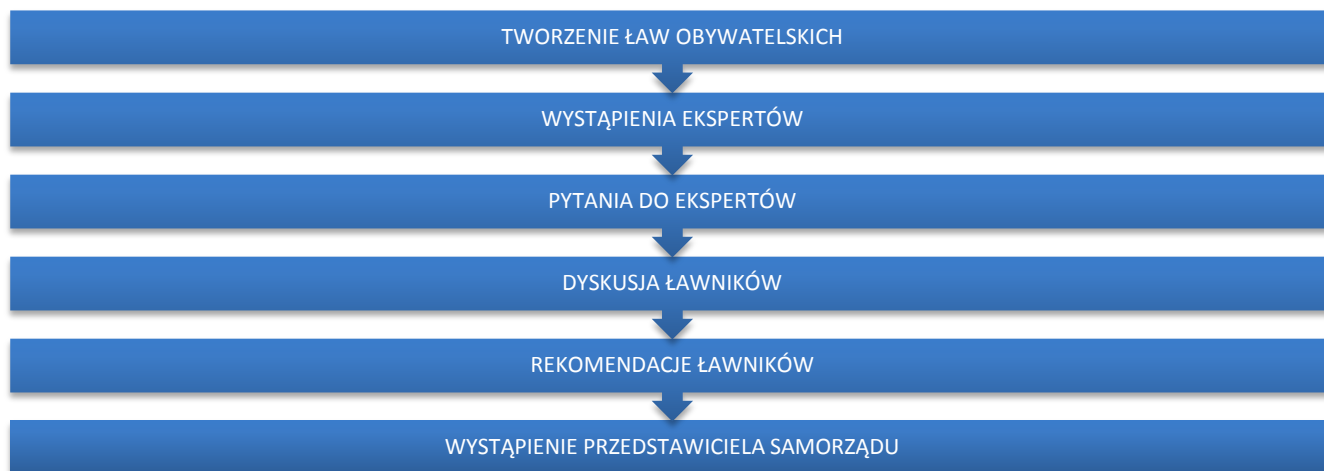 TWORZENIE ŁAW OBYWATELSKICH
WYSTĄPIENIA EKSPERTÓW
PYTANIA DO EKSPERTÓW
DYSKUSJA ŁAWNIKÓW
REKOMENDACJE ŁAWNIKÓW
WYSTĄPIENIE PRZEDSTAWICIELA SAMORZĄDU